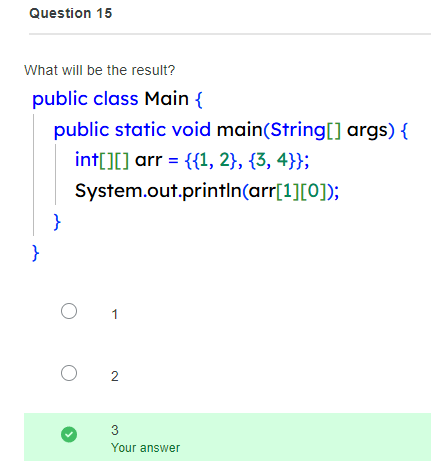 Question 15
What will be the result?
public class Main {
public static void main(String[] args) {
int[][] arr = {{1, 2}, {3, 4}};
System.out.println(arr[1][0]);
}
}
1
2
3
Your answer